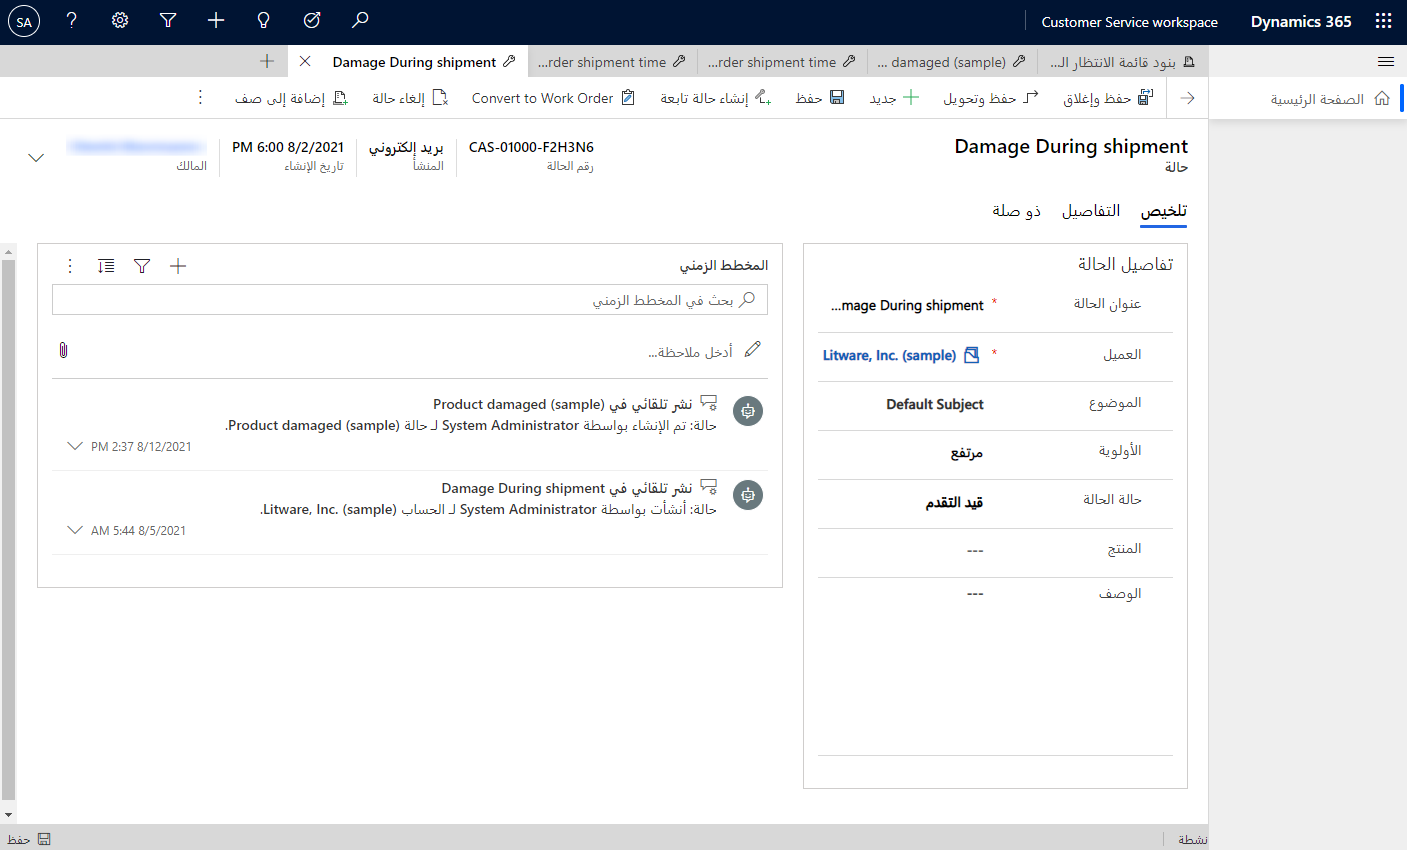 Dynamics 365
Customer Service workspace
SA
بنود قائمة الانتظار الـ...
... damaged (sample)
...rder shipment time
...rder shipment time
Damage During shipment
الصفحة الرئيسية
حفظ وإغلاق
حفظ وتحويل
جديد
حفظ
إنشاء حالة تابعة
Convert to Work Order
إلغاء حالة
إضافة إلى صف
Damage During shipment
حالة
CAS-01000-F2H3N6
رقم الحالة
بريد إلكتروني
المنشأ
8/2/2021 6:00 PM
تاريخ الإنشاء
المالك
تلخيص
التفاصيل
ذو صلة
تفاصيل الحالة
عنوان الحالة
* ...mage During shipment
العميل
* Litware, Inc. (sample)
الموضوع
Default Subject
الأولوية
مرتفع
حالة الحالة
قيد التقدم
المنتج
---
الوصف
---
المخطط الزمني
بحث في المخطط الزمني
أدخل ملاحظة...
نشر تلقائي في Product damaged (sample)
حالة: تم الإنشاء بواسطة System Administrator لـ حالة Product damaged (sample).
8/12/2021 2:37 PM
نشر تلقائي في Damage During shipment
حالة: أنشأت بواسطة System Administrator لـ الحساب Litware, Inc. (sample).
8/5/2021 5:44 AM
نشطة
حفظ